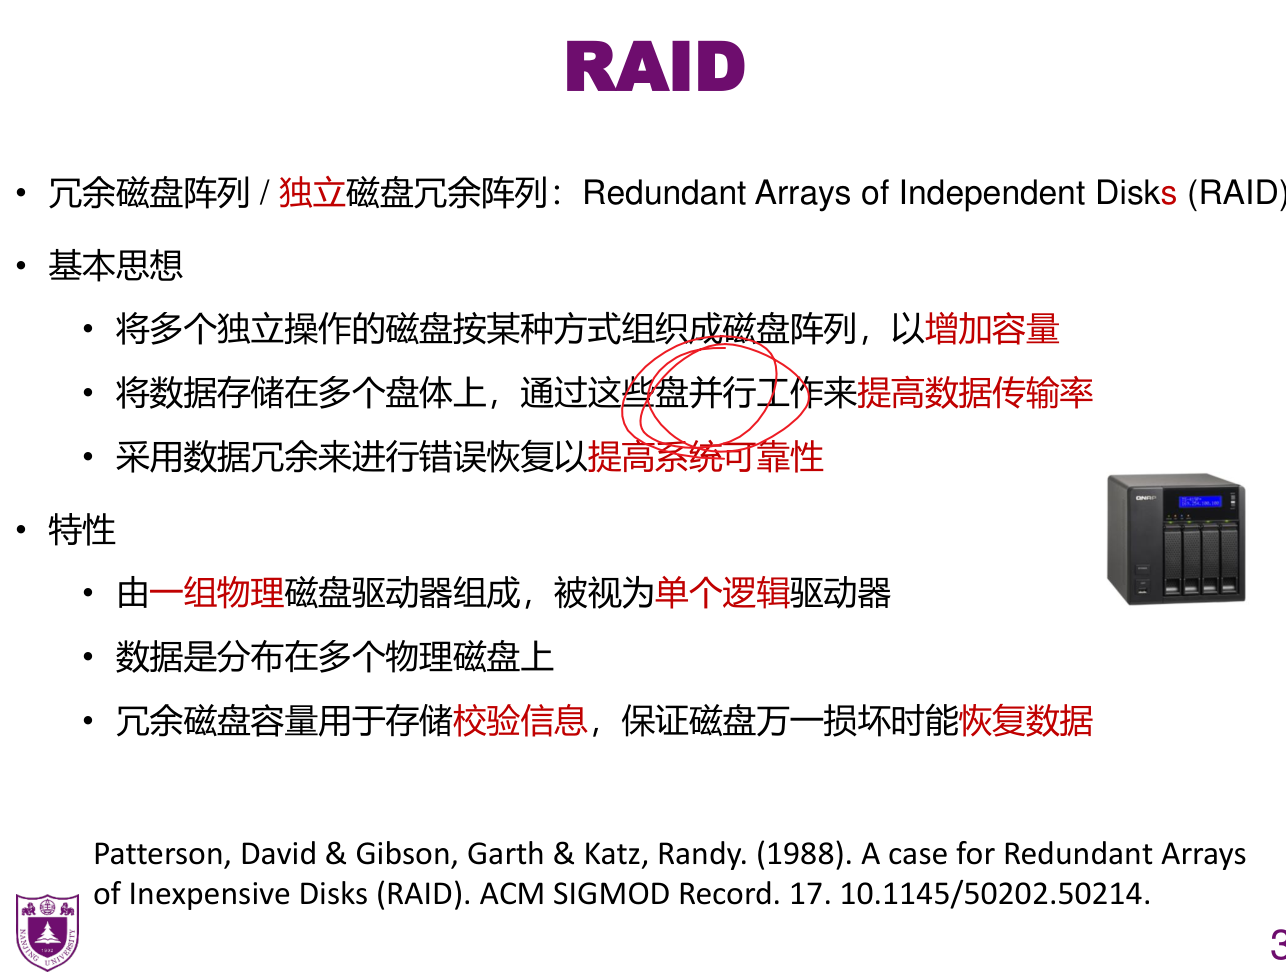 RAID
• 冗余磁盘阵列 / 独立磁盘冗余阵列：Redundant Arrays of Independent Disks (RAID)
• 基本思想
• 将多个独立操作的磁盘按某种方式组织成磁盘阵列，以增加容量
• 将数据存储在多个盘体上，通过这些盘并行工作来提高数据传输率
• 采用数据冗余来进行错误恢复以提高系统可靠性
• 特性
• 由一组物理磁盘驱动器组成，被视为单个逻辑驱动器
• 数据是分布在多个物理磁盘上
• 冗余磁盘容量用于存储校验信息，保证磁盘万一损坏时能恢复数据
Patterson, David & Gibson, Garth & Katz, Randy. (1988). A case for Redundant Arrays
of Inexpensive Disks (RAID). ACM SIGMOD Record. 17. 10.1145/50202.50214.
QNAP
NANJING UNIVERSITY
1902
3